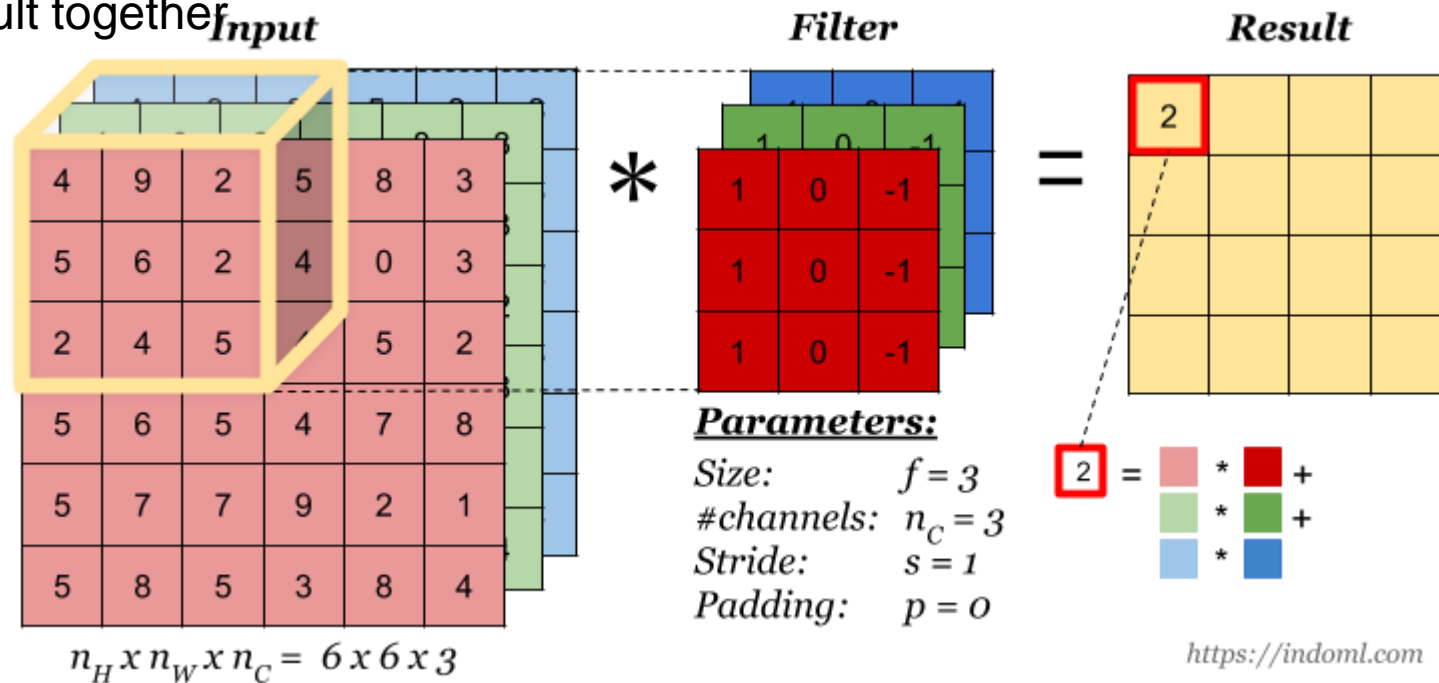 ult together
Input Filter Result
1 0 -1
4 9 2 5 8 3
5 6 2 4 0 3
2 4 5 5 2
5 6 5 4 7 8
5 7 7 9 2 1
5 8 5 3 8 4
n_H x n_W x n_C = 6 x 6 x 3
*
1 0 -1
1 0 -1
1 0 -1
Parameters:
Size: f = 3
#channels: n_C = 3
Stride: s = 1
Padding: p = 0
=
2
2 = * +
* +
*
https://indoml.com